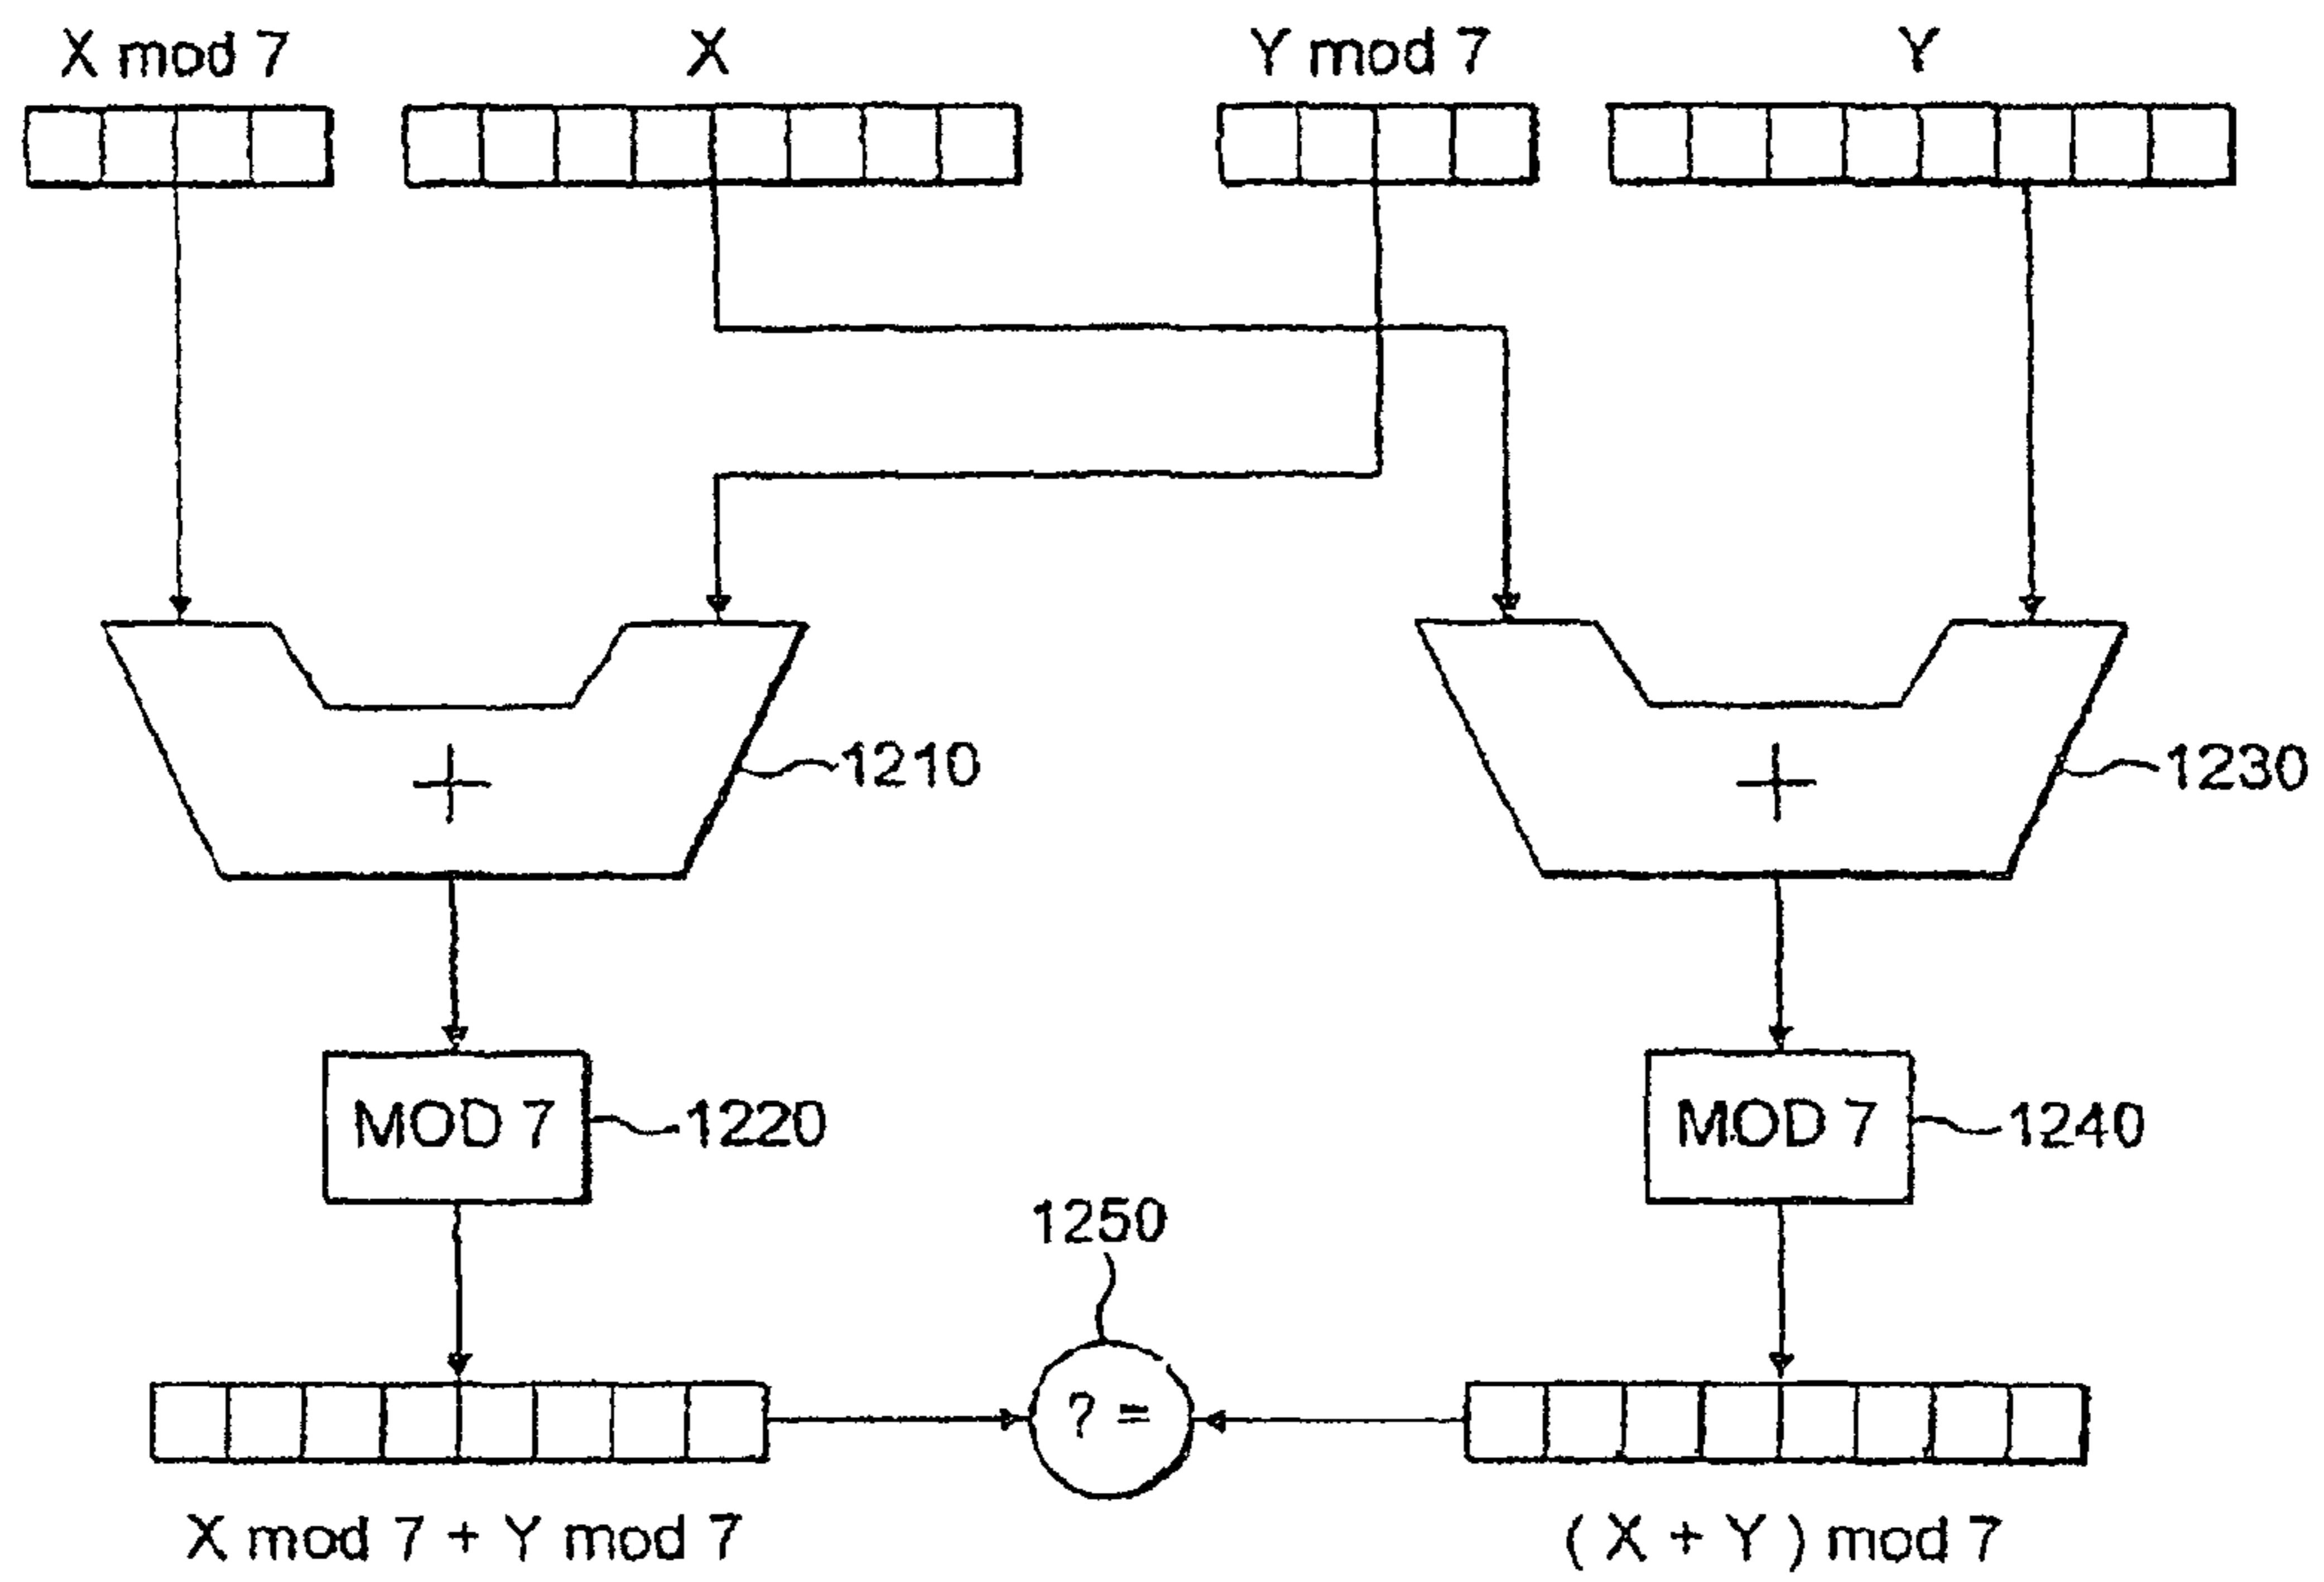 X mod 7
X
Y mod 7
Y
+
1210
+
1230
MOD 7
1220
MOD 7
1240
1250
? =
X mod 7 + Y mod 7
( X + Y ) mod 7